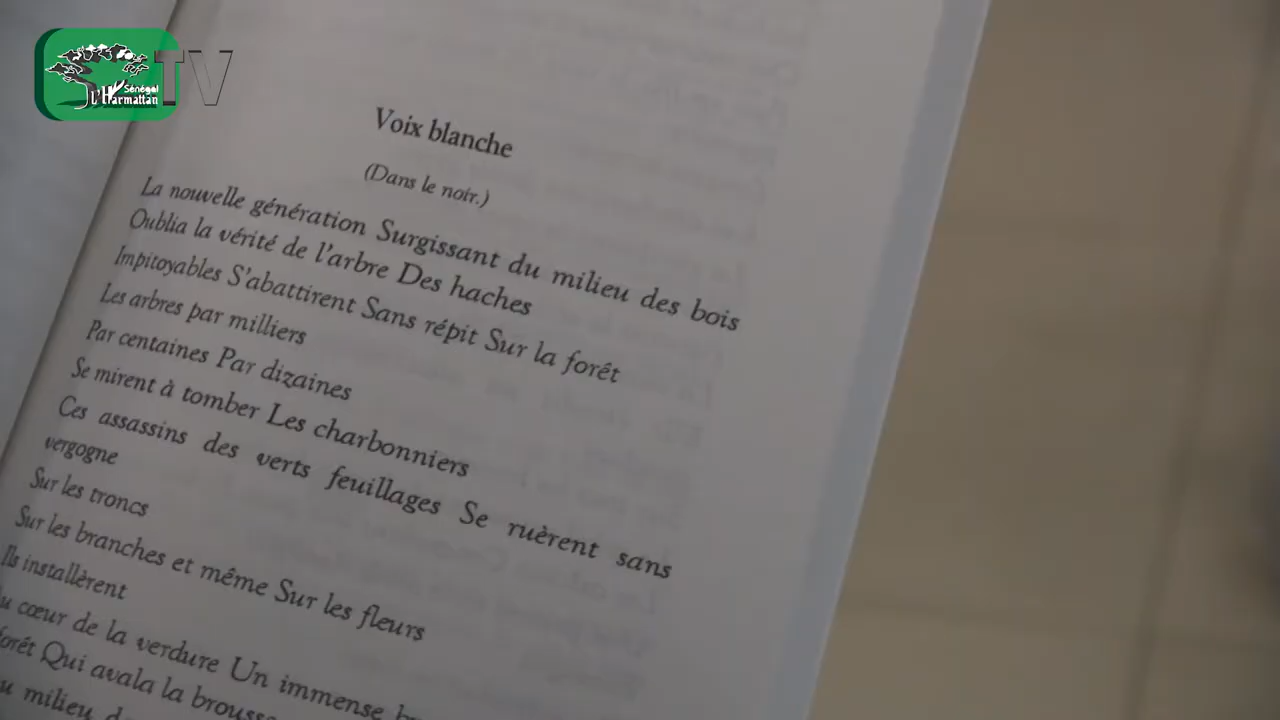 Sénégal
L'Harmattan
TV
Voix blanche
(Dans le noir.)
La nouvelle génération Surgissant du milieu des bois
Oublia la vérité de l'arbre Des haches
Impitoyables S'abattirent Sans répit Sur la forêt
Les arbres par milliers
Par centaines Par dizaines
Se mirent à tomber Les charbonniers
Ces assassins des verts feuillages Se ruèrent sans
vergogne
Sur les troncs
Sur les branches et même Sur les fleurs
Ils installèrent
cœur de la verdure Un immense
Qui avala la brousse
milieu